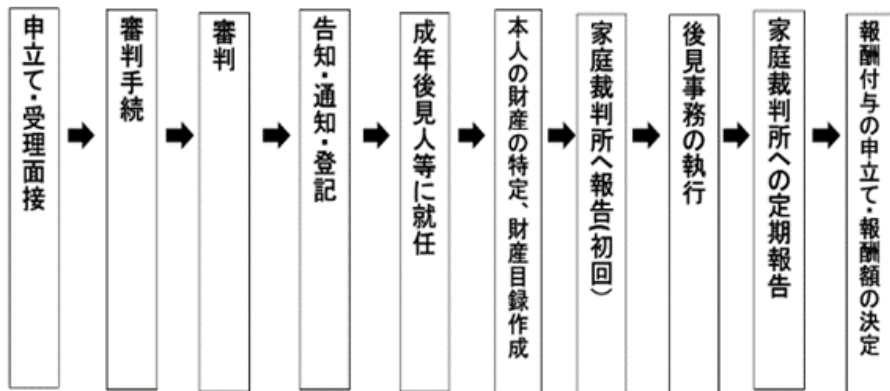 申立て・受理面接
審判手続
審判
告知・通知・登記
成年後見人等に就任
本人の財産の特定、財産目録作成
家庭裁判所へ報告(初回)
後見事務の執行
家庭裁判所への定期報告
報酬付与の申立て・報酬額の決定